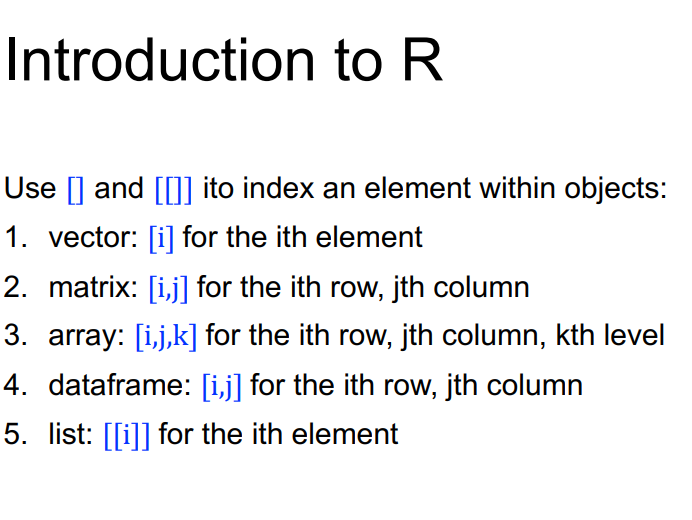 Introduction to R
Use [] and [[]] ito index an element within objects:
1. vector: [i] for the ith element
2. matrix: [i,j] for the ith row, jth column
3. array: [i,j,k] for the ith row, jth column, kth level
4. dataframe: [i,j] for the ith row, jth column
5. list: [[i]] for the ith element